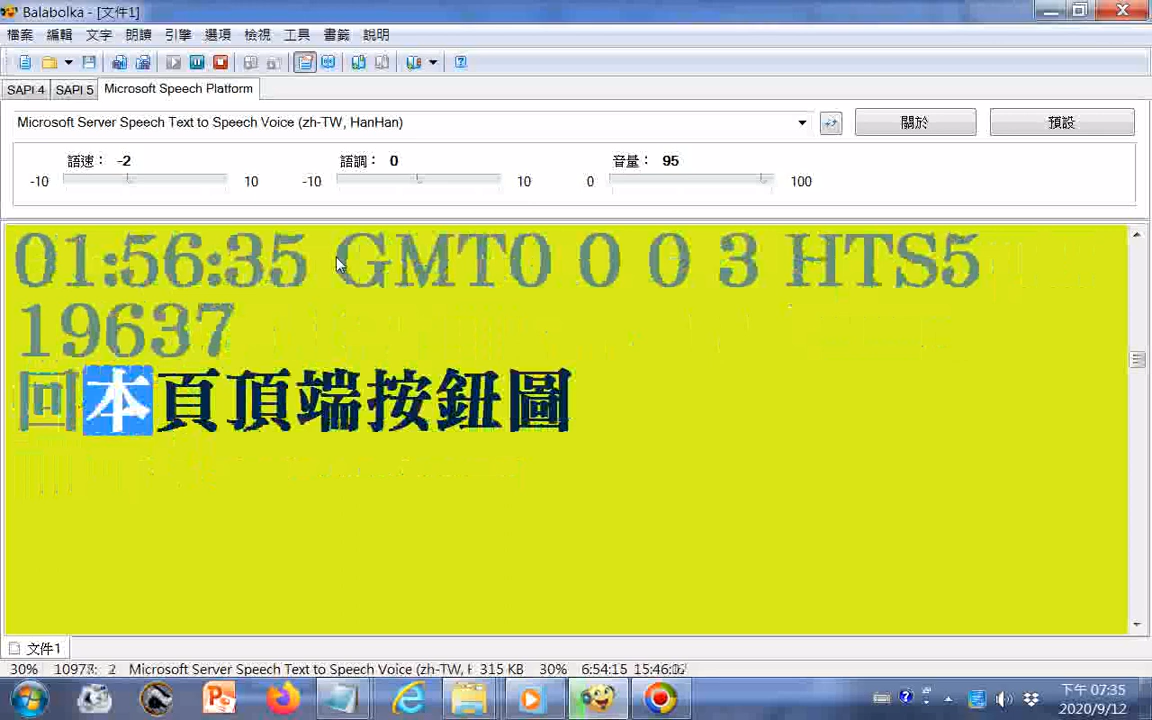 Balabolka - [文件1]
檔案 編輯 文字 朗讀 引擎 選項 檢視 工具 書籤 說明
SAPI 4 SAPI 5 Microsoft Speech Platform
Microsoft Server Speech Text to Speech Voice (zh-TW, HanHan) 關於 預設
語速： -2 語調： 0 音量： 95
-10 10 -10 10 0 100
01:56:35 GMT0 0 0 3 HTS5
19637
回本頁頂端按鈕圖
文件1
30% 10973: 2 Microsoft Server Speech Text to Speech Voice (zh-TW, H 315 KB 30% 6:54:15
下午 07:35
2020/9/12